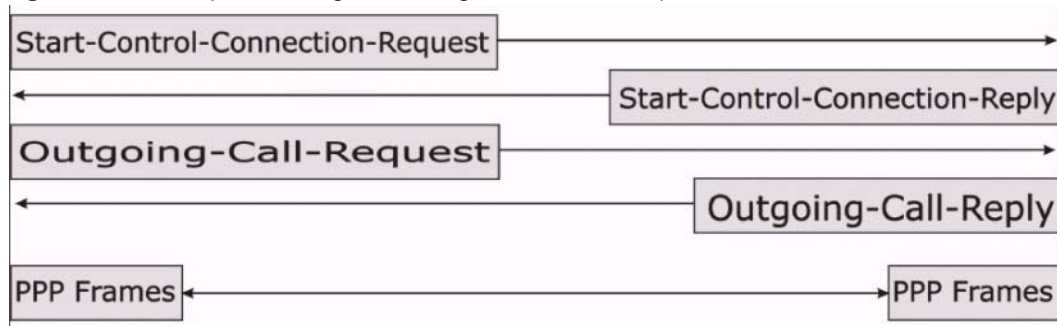 Start-Control-Connection-Request
Start-Control-Connection-Reply
Outgoing-Call-Request
Outgoing-Call-Reply
PPP Frames
PPP Frames